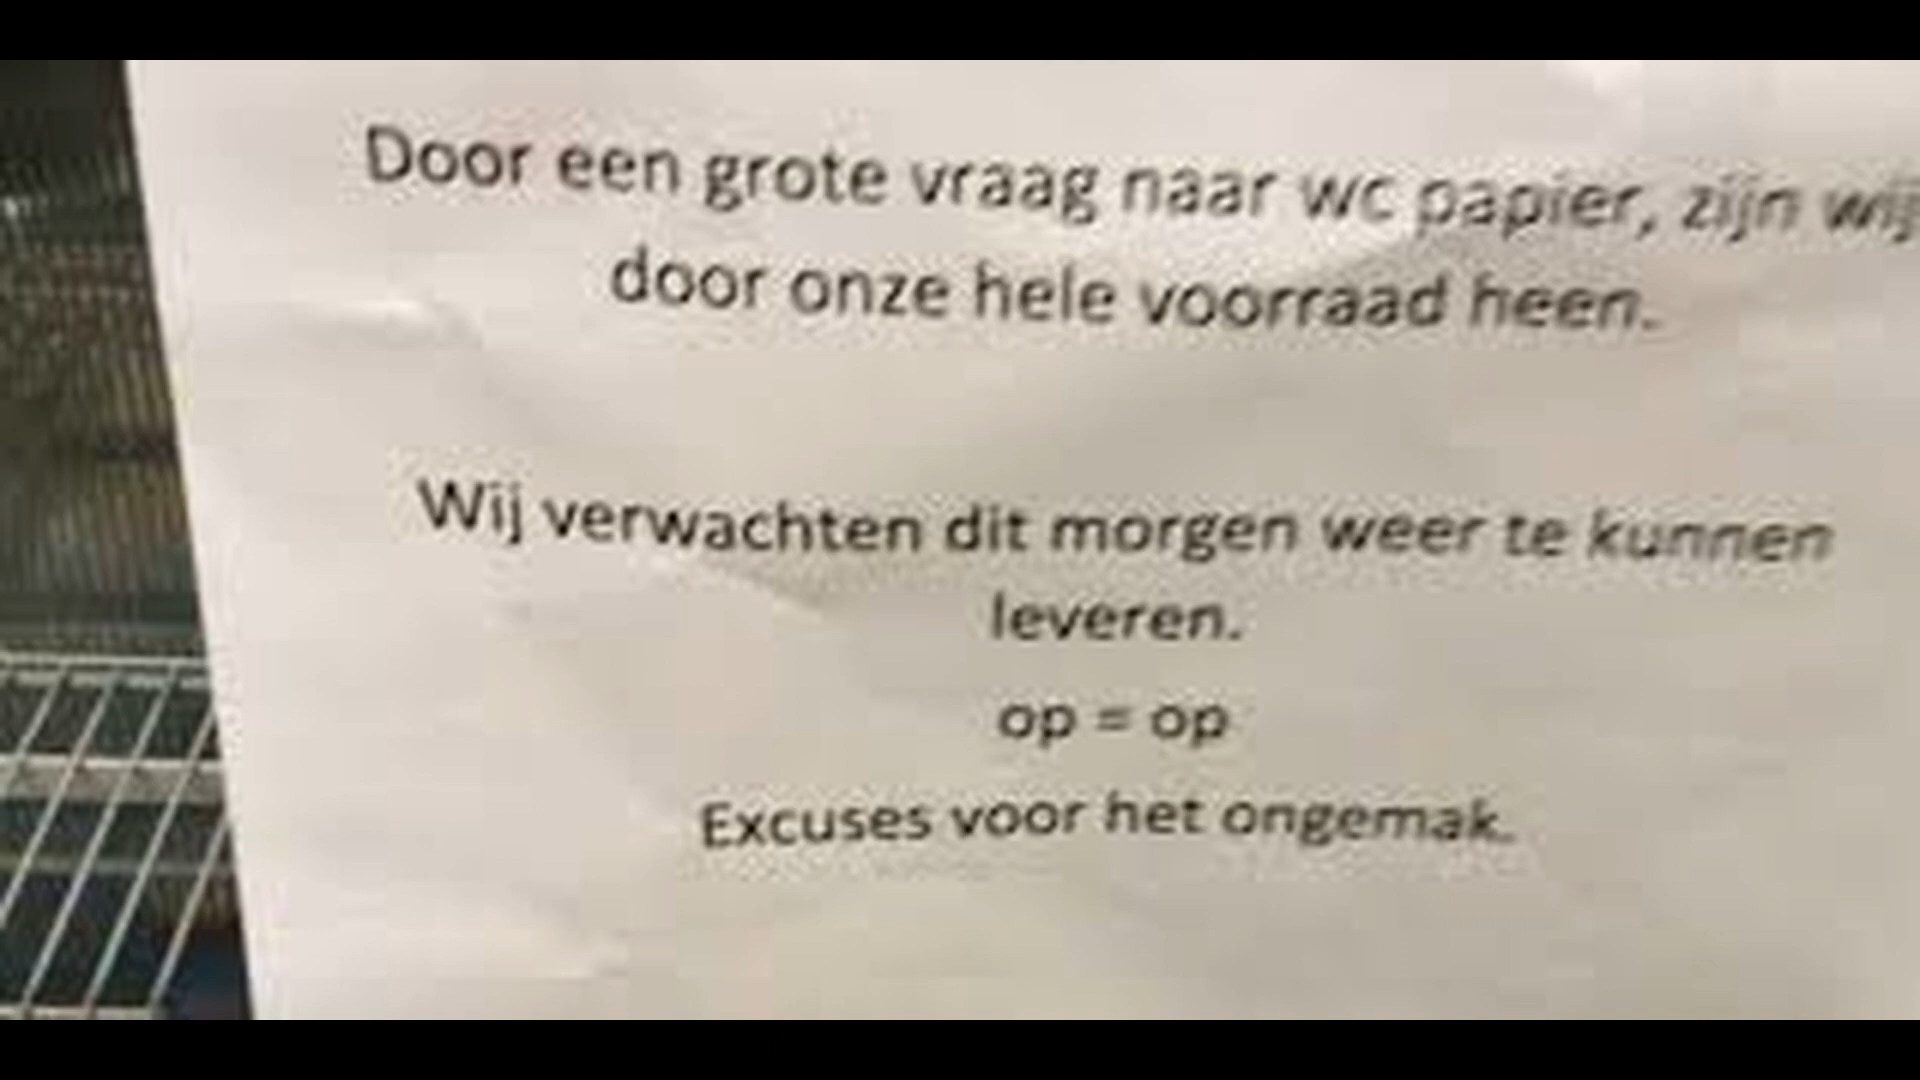 Door een grote vraag naar wc papier, zijn wij
door onze hele voorraad heen.
Wij verwachten dit morgen weer te kunnen
leveren.
op = op
Excuses voor het ongemak.